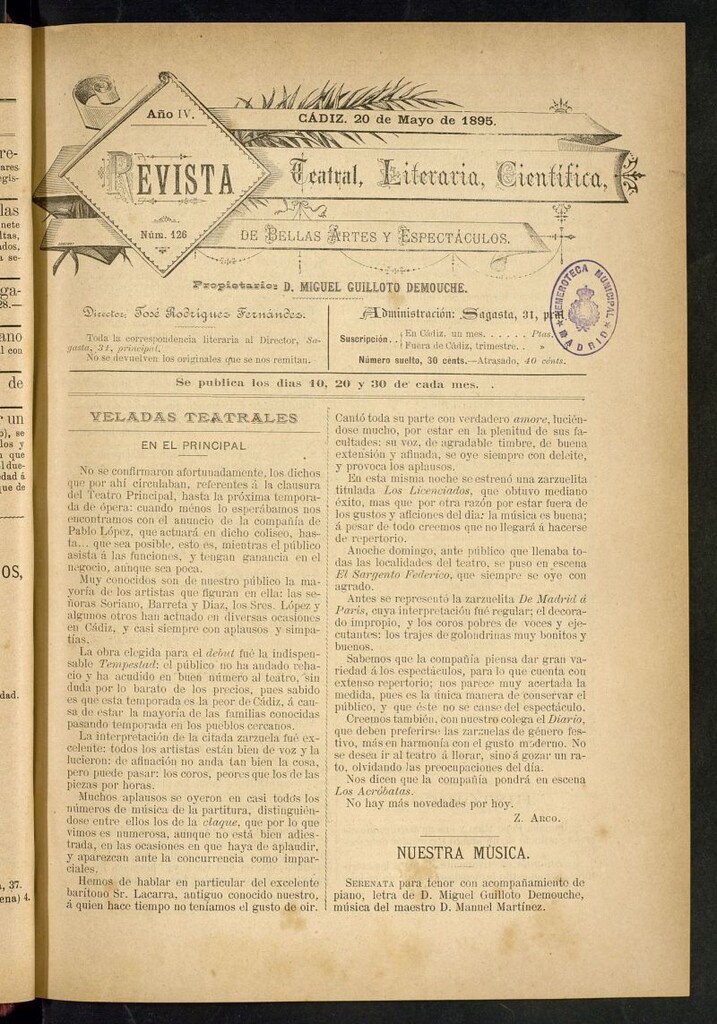 Año IV.
CÁDIZ. 20 de Mayo de 1895.
REVISTA Teatral, Literaria, Científica,
Núm. 126
DE BELLAS ARTES Y ESPECTÁCULOS.
Propietario: D. MIGUEL GUILLOTO DEMOUCHE.
Director: José Rodríguez Fernández.
Toda la correspondencia literaria al Director, Sa-
gasta, 31, principal.
No se devuelven los originales que se nos remitan.
Administración: Sagasta, 31, pral.
Suscripción.. En Cádiz, un mes. . . . . . Ptas.
Fuera de Cádiz, trimestre. . »
Número suelto, 30 cents.—Atrasado, 40 cénts.
HEMEROTECA MUNICIPAL
MADRID
Se publica los dias 10, 20 y 30 de cada mes. .
VELADAS TEATRALES
EN EL PRINCIPAL
No se confirmaron afortunadamente, los dichos
que por ahí circulaban, referentes á la clausura
del Teatro Principal, hasta la próxima tempora-
da de ópera: cuando ménos lo esperábamos nos
encontramos con el anuncio de la compañía de
Pablo López, que actuará en dicho coliseo, has-
ta... que sea posible, esto es, mientras el público
asista á las funciones, y tengan ganancia en el
negocio, aunque sea poca.
Muy conocidos son de nuestro público la ma-
yoría de los artistas que figuran en ella: las se-
ñoras Soriano, Barreta y Diaz, los Sres. López y
algunos otros han actuado en diversas ocasiones
en Cádiz, y casi siempre con aplausos y simpa-
tías.
La obra elegida para el debut fué la indispen-
sable Tempestad: el público no ha andado reha-
cio y ha acudido en buen número al teatro, sin
duda por lo barato de los precios, pues sabido
es que esta temporada es la peor de Cádiz, á cau-
sa de estar la mayoría de las familias conocidas
pasando temporada en los pueblos cercanos.
La interpretación de la citada zarzuela fué ex-
celente: todos los artistas están bien de voz y la
lucieron: de afinación no anda tan bien la cosa,
pero puede pasar: los coros, peores que los de las
piezas por horas.
Muchos aplausos se oyeron en casi todos los
números de música de la partitura, distinguién-
dose entre ellos los de la claque, que por lo que
vimos es numerosa, aunque no está bien adies-
trada, en las ocasiones en que haya de aplaudir,
y aparezcan ante la concurrencia como impar-
ciales.
Hemos de hablar en particular del excelente
barítono Sr. Lacarra, antiguo conocido nuestro,
á quien hace tiempo no teníamos el gusto de oir.
Cantó toda su parte con verdadero amore, lucién-
dose mucho, por estar en la plenitud de sus fa-
cultades: su voz, de agradable timbre, de buena
extensión y afinada, se oye siempre con deleite,
y provoca los aplausos.
En esta misma noche se estrenó una zarzuelita
titulada Los Licenciados, que obtuvo mediano
éxito, mas que por otra razón por estar fuera de
los gustos y aficiones del dia: la música es buena;
á pesar de todo creemos que no llegará á hacerse
de repertorio.
Anoche domingo, ante público que llenaba to-
das las localidades del teatro, se puso en escena
El Sargento Federico, que siempre se oye con
agrado.
Antes se representó la zarzuelita De Madrid á
París, cuya interpretación fué regular; el decora-
do impropio, y los coros pobres de voces y eje-
cutantes: los trajes de golondrinas muy bonitos y
buenos.
Sabemos que la compañía piensa dar gran va-
riedad á los espectáculos, para lo que cuenta con
extenso repertorio; nos parece muy acertada la
medida, pues es la única manera de conservar el
público, y que éste no se canse del espectáculo.
Creemos también, con nuestro colega el Diario,
que deben preferirse las zarzuelas de género fes-
tivo, más en harmonía con el gusto moderno. No
se desea ir al teatro á llorar, sino á gozar un ra-
to, olvidando las preocupaciones del día.
Nos dicen que la compañía pondrá en escena
Los Acróbatas.
No hay más novedades por hoy.
Z. ARCO.
NUESTRA MÚSICA.
SERENATA para tenor con acompañamiento de
piano, letra de D. Miguel Guilloto Demouche,
música del maestro D. Manuel Martínez.